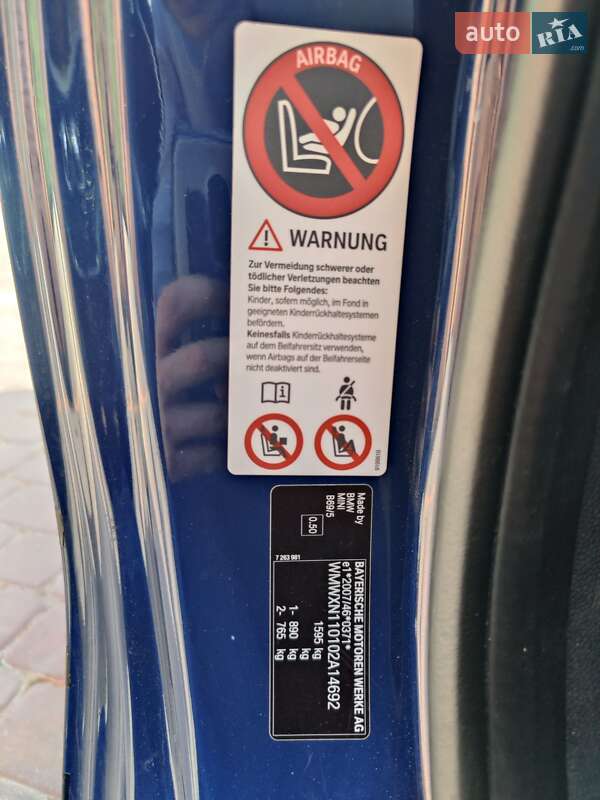 auto RIA .com
AIRBAG
WARNUNG
Zur Vermeidung schwerer oder
tödlicher Verletzungen beachten
Sie bitte Folgendes:
Kinder, sofern möglich, im Fond in
geeigneten Kinderrückhaltesystemen
befördern.
Keinesfalls Kinderrückhaltesysteme
auf dem Beifahrersitz verwenden,
wenn Airbags auf der Beifahrerseite
nicht deaktiviert sind.
Made by
BMW
MINI
B69/5
0.50
7 263 981
BAYERISCHE MOTOREN WERKE AG
e1*2007/46*0371*
WMWXN110102A14692
1595 kg
1- 890 kg
2- 765 kg